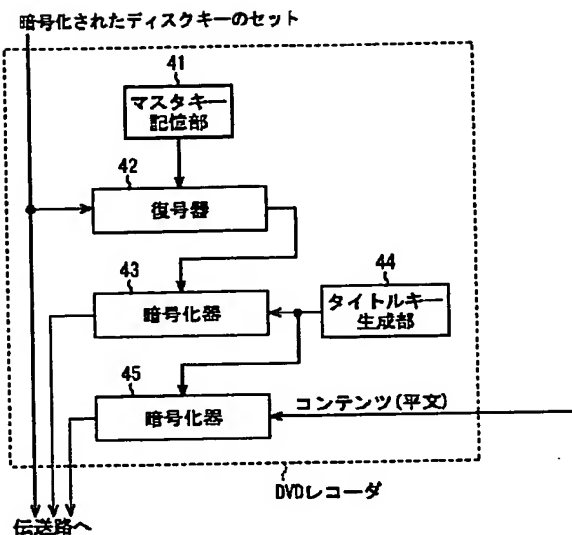 暗号化されたディスクキーのセット
41
マスタキー
記憶部
42
復号器
43
暗号化器
44
タイトルキー
生成部
45
暗号化器
コンテンツ(平文)
DVDレコーダ
伝送路へ